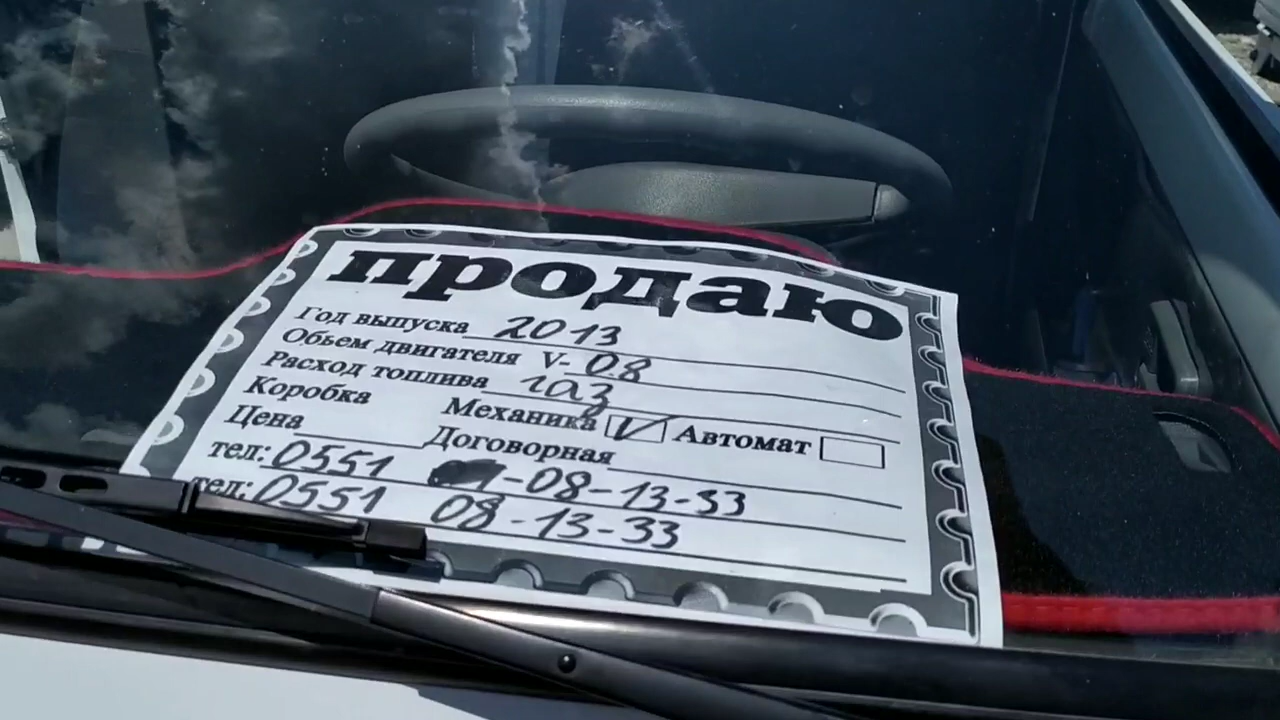 продаю
Год выпуска 2013
Обьем двигателя V- 0.8
Расход топлива газ
Коробка Механика V Автомат
Цена Договорная
тел: 0551 -08-13-33
тел: 0551 08-13-33